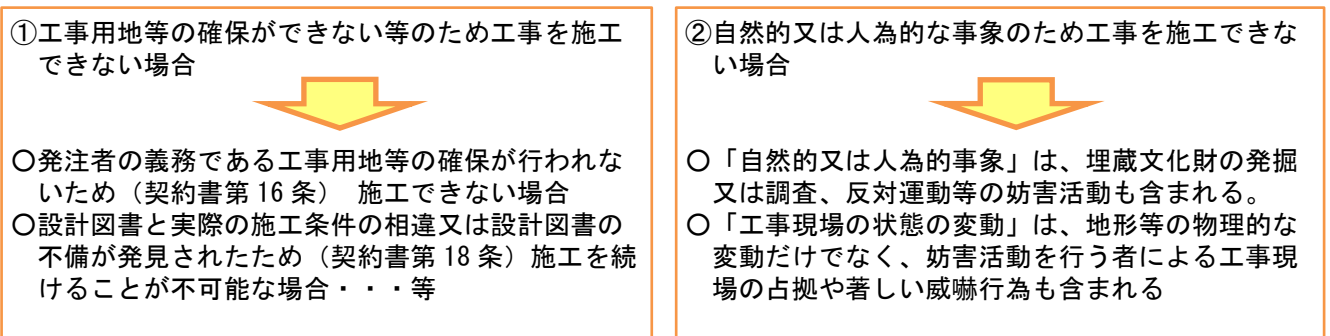 ①工事用地等の確保ができない等のため工事を施工
できない場合
〇発注者の義務である工事用地等の確保が行われな
いため（契約書第 16 条） 施工できない場合
〇設計図書と実際の施工条件の相違又は設計図書の
不備が発見されたため（契約書第 18 条）施工を続
けることが不可能な場合・・・等
②自然的又は人為的な事象のため工事を施工できな
い場合
〇「自然的又は人為的事象」は、埋蔵文化財の発掘
又は調査、反対運動等の妨害活動も含まれる。
〇「工事現場の状態の変動」は、地形等の物理的な
変動だけでなく、妨害活動を行う者による工事現
場の占拠や著しい威嚇行為も含まれる